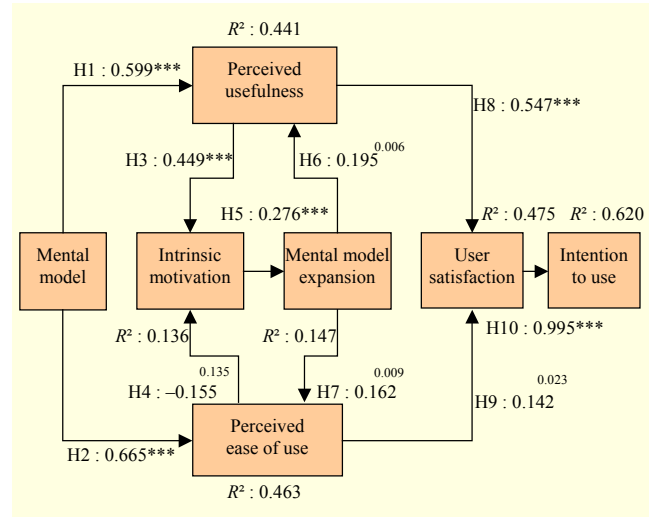 R² : 0.441
Perceived
usefulness
H1 : 0.599***
H8 : 0.547***
H3 : 0.449***
H6 : 0.195 0.006
H5 : 0.276***
R² : 0.475
R² : 0.620
Mental
model
Intrinsic
motivation
Mental model
expansion
User
satisfaction
Intention
to use
R² : 0.136
R² : 0.147
H10 : 0.995***
H4 : –0.155 0.135
H7 : 0.162 0.009
H9 : 0.142 0.023
Perceived
ease of use
H2 : 0.665***
R² : 0.463